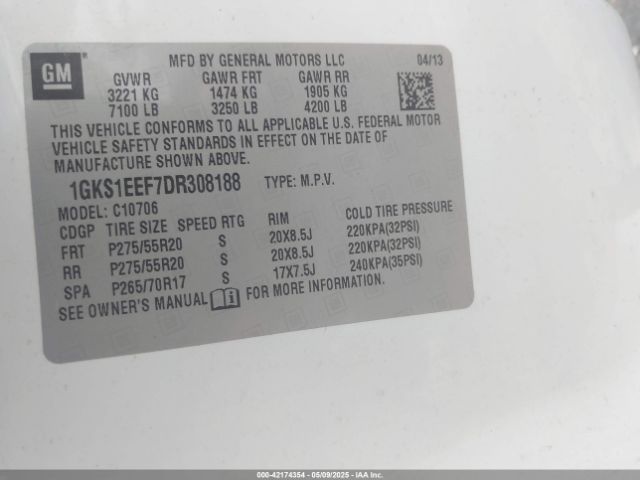 GM
MFD BY GENERAL MOTORS LLC 04/13
GVWR GAWR FRT GAWR RR
3221 KG 1474 KG 1905 KG
7100 LB 3250 LB 4200 LB
THIS VEHICLE CONFORMS TO ALL APPLICABLE U.S. FEDERAL MOTOR
VEHICLE SAFETY STANDARDS IN EFFECT ON THE DATE OF
MANUFACTURE SHOWN ABOVE.
1GKS1EEF7DR308188 TYPE: M.P.V.
MODEL: C10706
CDGP TIRE SIZE SPEED RTG RIM COLD TIRE PRESSURE
FRT P275/55R20 S 20X8.5J 220KPA(32PSI)
RR P275/55R20 S 20X8.5J 220KPA(32PSI)
SPA P265/70R17 S 17X7.5J 240KPA(35PSI)
SEE OWNER'S MANUAL FOR MORE INFORMATION.
000-42174354 - 05/09/2025 - IAA Inc.